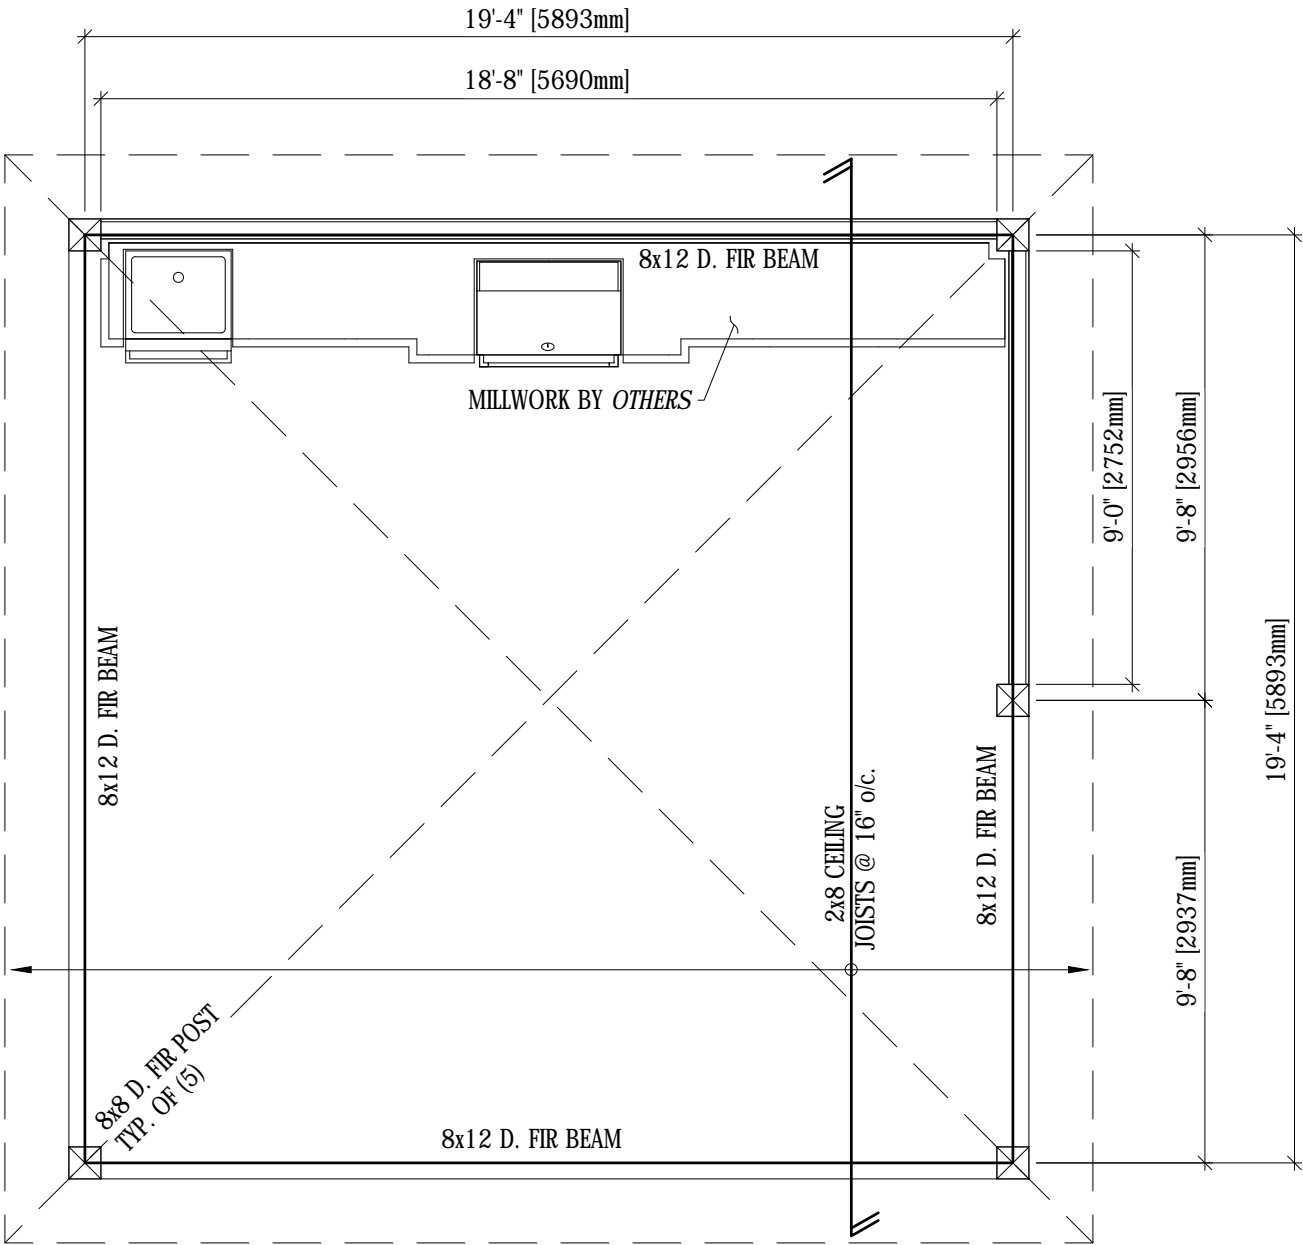 19'-4" [5893mm]
18'-8" [5690mm]
8x12 D. FIR BEAM
MILLWORK BY OTHERS
9'-0" [2752mm]
9'-8" [2956mm]
19'-4" [5893mm]
8x12 D. FIR BEAM
2x8 CEILING
JOISTS @ 16" o/c.
8x12 D. FIR BEAM
9'-8" [2937mm]
8x8 D. FIR POST
TYP. OF (5)
8x12 D. FIR BEAM